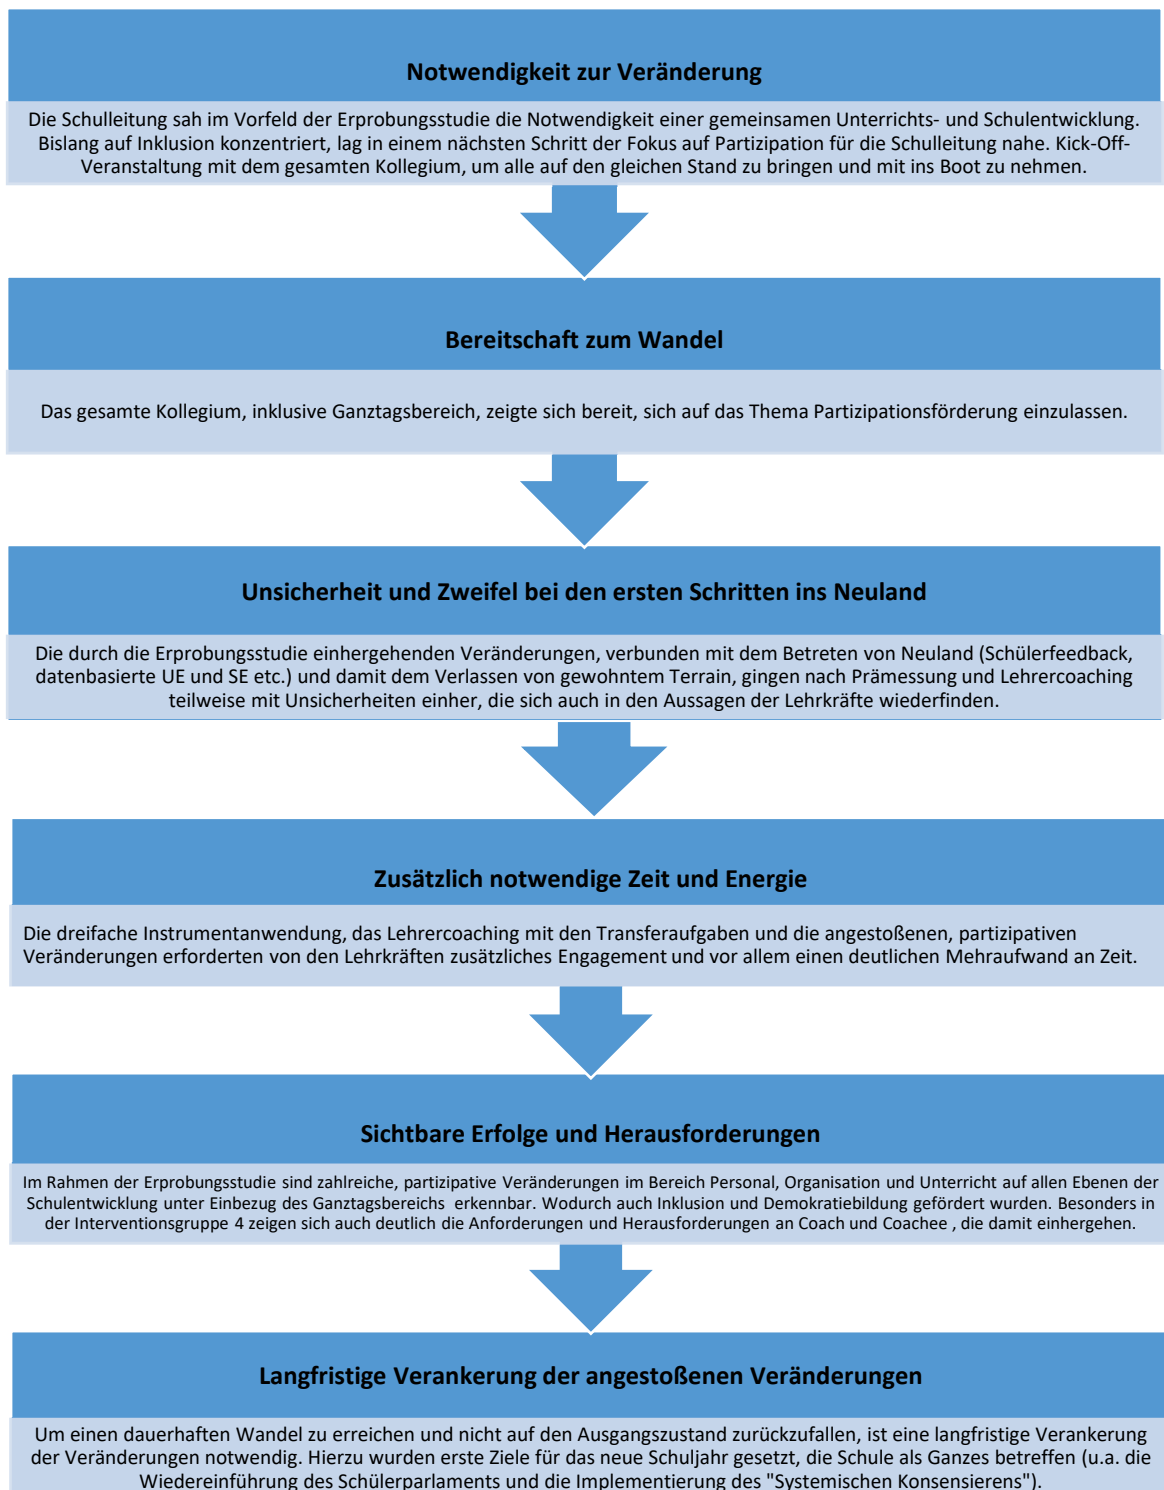 Notwendigkeit zur Veränderung
Die Schulleitung sah im Vorfeld der Erprobungsstudie die Notwendigkeit einer gemeinsamen Unterrichts- und Schulentwicklung.
Bislang auf Inklusion konzentriert, lag in einem nächsten Schritt der Fokus auf Partizipation für die Schulleitung nahe. Kick-Off-
Veranstaltung mit dem gesamten Kollegium, um alle auf den gleichen Stand zu bringen und mit ins Boot zu nehmen.
Bereitschaft zum Wandel
Das gesamte Kollegium, inklusive Ganztagsbereich, zeigte sich bereit, sich auf das Thema Partizipationsförderung einzulassen.
Unsicherheit und Zweifel bei den ersten Schritten ins Neuland
Die durch die Erprobungsstudie einhergehenden Veränderungen, verbunden mit dem Betreten von Neuland (Schülerfeedback,
datenbasierte UE und SE etc.) und damit dem Verlassen von gewohntem Terrain, gingen nach Prämessung und Lehrercoaching
teilweise mit Unsicherheiten einher, die sich auch in den Aussagen der Lehrkräfte wiederfinden.
Zusätzlich notwendige Zeit und Energie
Die dreifache Instrumentanwendung, das Lehrercoaching mit den Transferaufgaben und die angestoßenen, partizipativen
Veränderungen erforderten von den Lehrkräften zusätzliches Engagement und vor allem einen deutlichen Mehraufwand an Zeit.
Sichtbare Erfolge und Herausforderungen
Im Rahmen der Erprobungsstudie sind zahlreiche, partizipative Veränderungen im Bereich Personal, Organisation und Unterricht auf allen Ebenen der
Schulentwicklung unter Einbezug des Ganztagsbereichs erkennbar. Wodurch auch Inklusion und Demokratiebildung gefördert wurden. Besonders in
der Interventionsgruppe 4 zeigen sich auch deutlich die Anforderungen und Herausforderungen an Coach und Coachee , die damit einhergehen.
Langfristige Verankerung der angestoßenen Veränderungen
Um einen dauerhaften Wandel zu erreichen und nicht auf den Ausgangszustand zurückzufallen, ist eine langfristige Verankerung
der Veränderungen notwendig. Hierzu wurden erste Ziele für das neue Schuljahr gesetzt, die Schule als Ganzes betreffen (u.a. die
Wiedereinführung des Schülerparlaments und die Implementierung des "Systemischen Konsensierens").